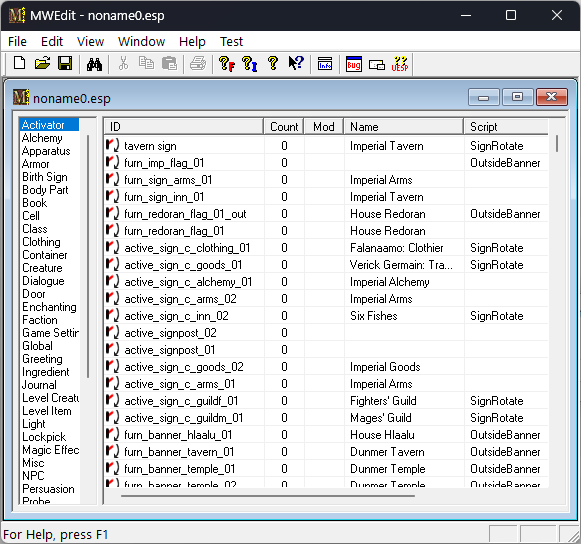 MWEdit - noname0.esp
File Edit View Window Help Test
noname0.esp
ID Count Mod Name Script
Activator
Alchemy
Apparatus
Armor
Birth Sign
Body Part
Book
Cell
Class
Clothing
Container
Creature
Dialogue
Door
Enchanting
Faction
Game Settin
Global
Greeting
Ingredient
Journal
Level Creatu
Level Item
Light
Lockpick
Magic Effec
Misc
NPC
Persuasion
Probe
tavern sign 0 Imperial Tavern SignRotate
furn_imp_flag_01 0 OutsideBanner
furn_sign_arms_01 0 Imperial Arms
furn_sign_inn_01 0 Imperial Tavern
furn_redoran_flag_01_out 0 House Redoran OutsideBanner
furn_redoran_flag_01 0 House Redoran
active_sign_c_clothing_01 0 Falanaamo: Clothier SignRotate
active_sign_c_goods_01 0 Verick Germain: Tra... SignRotate
active_sign_c_alchemy_01 0 Imperial Alchemy
active_sign_c_arms_02 0 Imperial Arms
active_sign_c_inn_02 0 Six Fishes SignRotate
active_signpost_02 0
active_signpost_01 0
active_sign_c_goods_02 0 Imperial Goods
active_sign_c_arms_01 0 Imperial Arms
active_sign_c_guildf_01 0 Fighters' Guild SignRotate
active_sign_c_guildm_01 0 Mages' Guild SignRotate
furn_banner_hlaalu_01 0 House Hlaalu OutsideBanner
furn_banner_tavern_01 0 Dunmer Tavern OutsideBanner
furn_banner_temple_01 0 Dunmer Temple OutsideBanner
furn_banner_temple_02 0 Dunmer Temple OutsideBanner
For Help, press F1